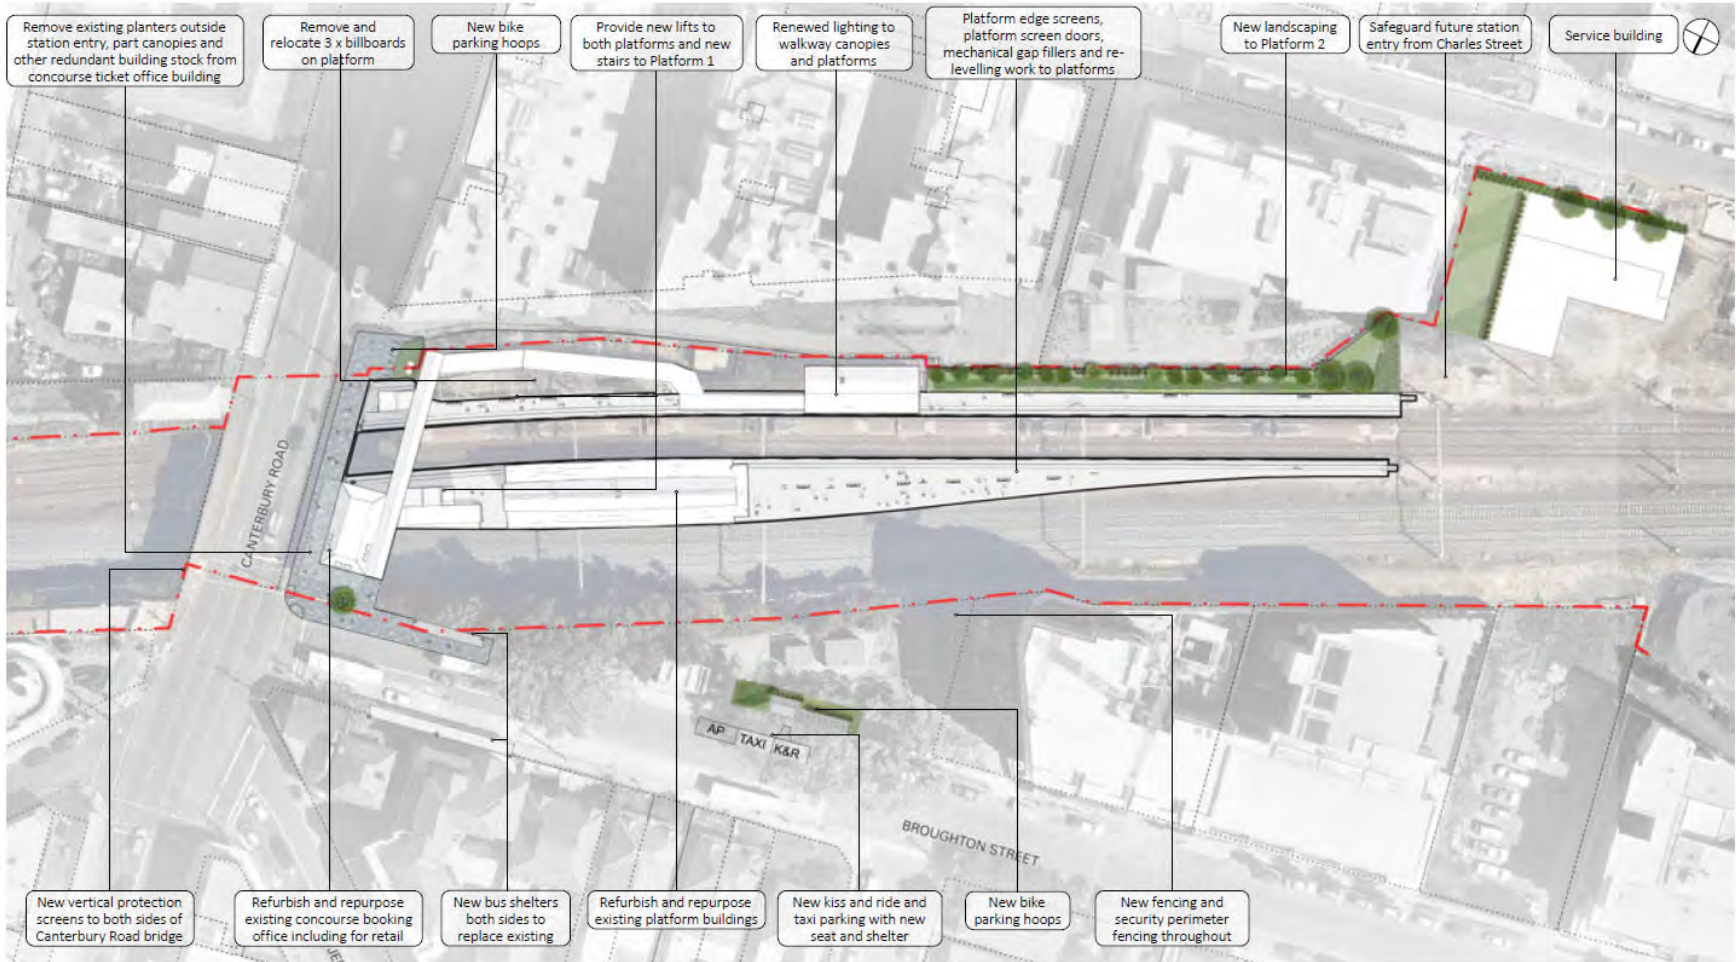 Remove existing planters outside
station entry, part canopies and
other redundant building stock from
concourse ticket office building
Remove and
relocate 3 x billboards
on platform
New bike
parking hoops
Provide new lifts to
both platforms and new
stairs to Platform 1
Renewed lighting to
walkway canopies
and platforms
Platform edge screens,
platform screen doors,
mechanical gap fillers and re-
levelling work to platforms
New landscaping
to Platform 2
Safeguard future station
entry from Charles Street
Service building
CANTERBURY ROAD
AP
TAXI
K&R
BROUGHTON STREET
New vertical protection
screens to both sides of
Canterbury Road bridge
Refurbish and repurpose
existing concourse booking
office including for retail
New bus shelters
both sides to
replace existing
Refurbish and repurpose
existing platform buildings
New kiss and ride and
taxi parking with new
seat and shelter
New bike
parking hoops
New fencing and
security perimeter
fencing throughout